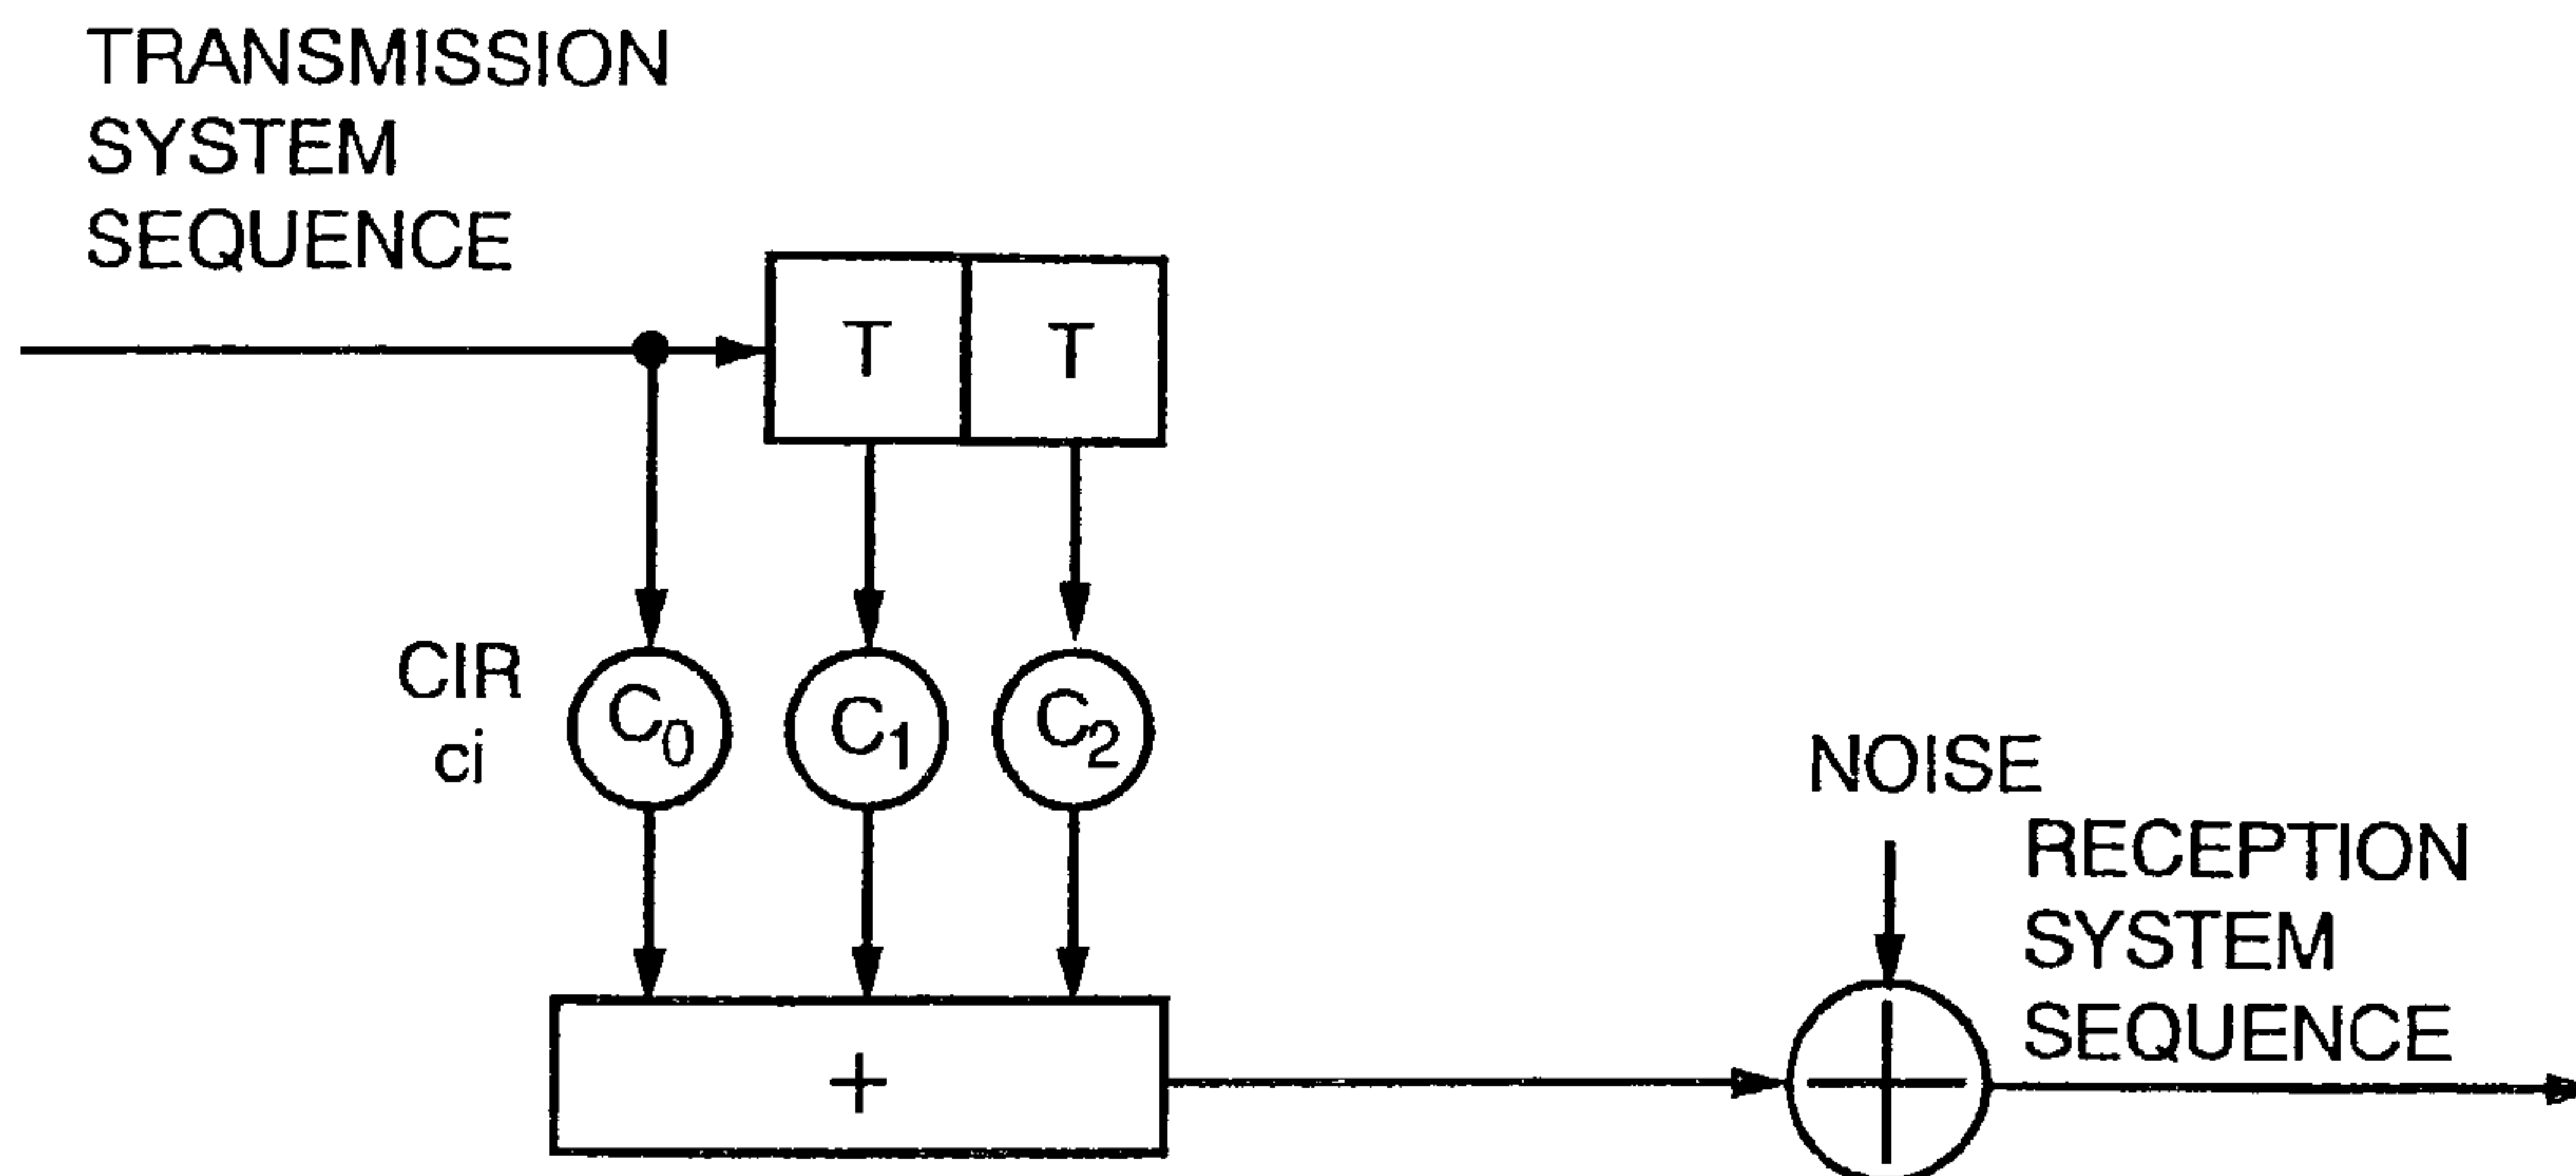 TRANSMISSION
SYSTEM
SEQUENCE
T T
CIR
ci
C0 C1 C2
NOISE
RECEPTION
SYSTEM
SEQUENCE
+